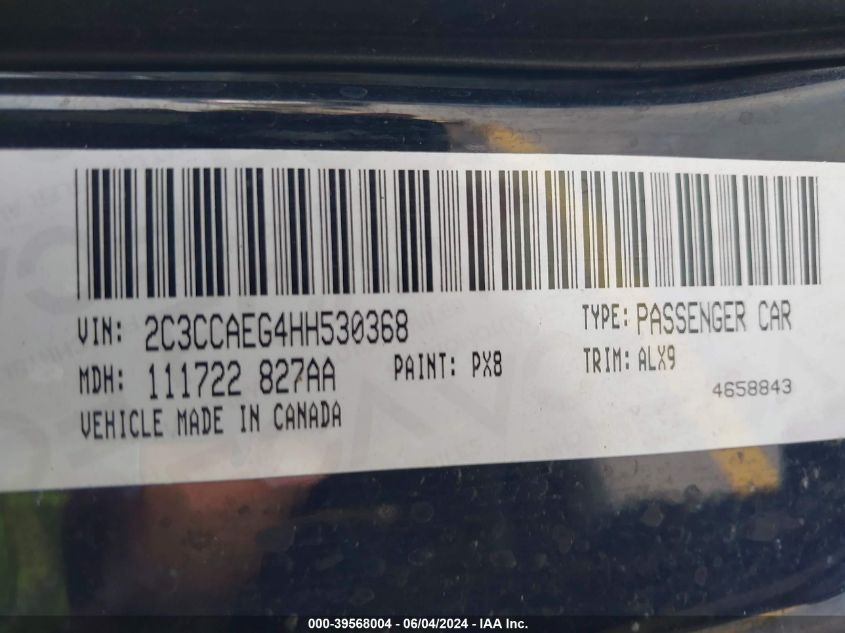 VIN: 2C3CCAEG4HH530368 TYPE: PASSENGER CAR
MDH: 111722 827AA PAINT: PX8 TRIM: ALX9
4658843
VEHICLE MADE IN CANADA
000-39568004 | 06/04/2024 - IAA Inc.